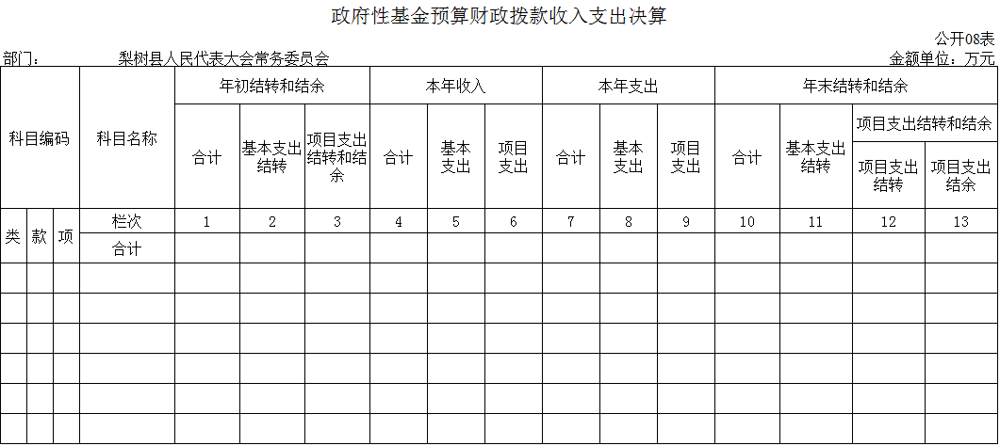 政府性基金预算财政拨款收入支出决算
公开08表
部门： 梨树县人民代表大会常务委员会 金额单位：万元
科目编码 科目名称 年初结转和结余 本年收入 本年支出 年末结转和结余
合计 基本支出结转 项目支出结转和结余 合计 基本支出 项目支出 合计 基本支出 项目支出 合计 基本支出结转 项目支出结转和结余
项目支出结转 项目支出结余
类 款 项 栏次 1 2 3 4 5 6 7 8 9 10 11 12 13
合计